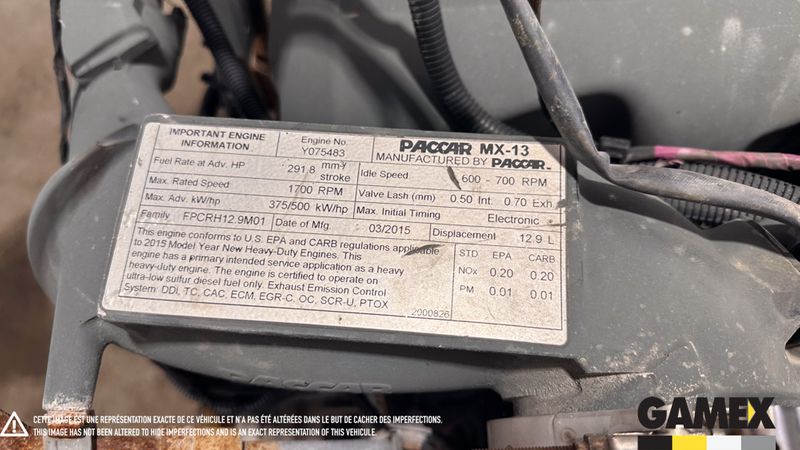 IMPORTANT ENGINE INFORMATION
Engine No. Y075483
PACCAR MX-13
MANUFACTURED BY PACCAR
Fuel Rate at Adv. HP 291.8 mm³ stroke
Idle Speed 600 - 700 RPM
Max. Rated Speed 1700 RPM
Valve Lash (mm) 0.50 Int 0.70 Exh.
Max. Adv. kW/HP 375/500 kW/hp
Max. Initial Timing Electronic
Family FPCRH12.9M01
Date of Mfg. 03/2015
Displacement 12.9 L
This engine conforms to U.S. EPA and CARB regulations applicable
to 2015 Model Year New Heavy-Duty Engines. This
engine has a primary intended service application as a heavy
heavy-duty engine. The engine is certified to operate on
ultra-low sulfur diesel fuel only. Exhaust Emission Control
System: DDI, TC, CAC, ECM, EGR-C, OC, SCR-U, PTOX
STD EPA CARB
NOx 0.20 0.20
PM 0.01 0.01
2000826
PACCAR
CETTE IMAGE EST UNE REPRÉSENTATION EXACTE DE CE VÉHICULE ET N'A PAS ÉTÉ ALTÉRÉES DANS LE BUT DE CACHER DES IMPERFECTIONS.
THIS IMAGE HAS NOT BEEN ALTERED TO HIDE IMPERFECTIONS AND IS AN EXACT REPRESENTATION OF THIS VEHICLE.
GAMEX